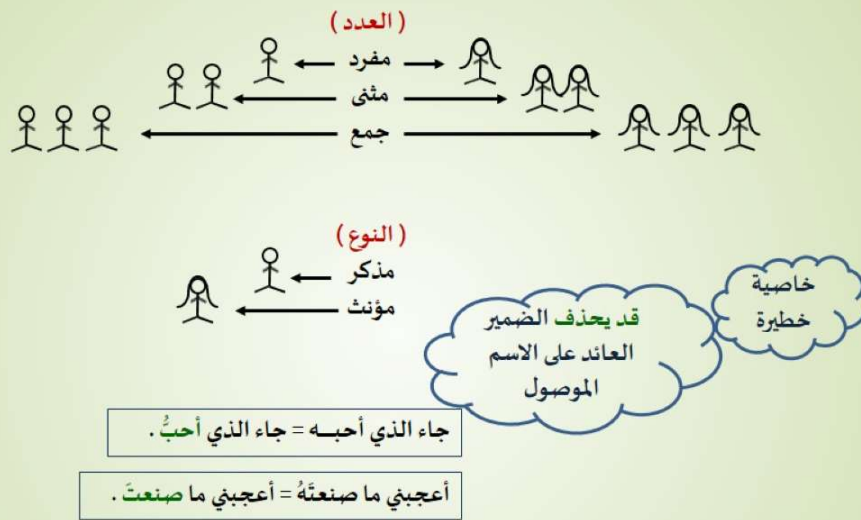 ( العدد )
مفرد
مثنى
جمع
( النوع )
مذكر
مؤنث
خاصية
خطيرة
قد يحذف الضمير
العائد على الاسم
الموصول
جاء الذي أحبــه = جاء الذي أحبُّ .
أعجبني ما صنعتَهُ = أعجبني ما صنعتَ .